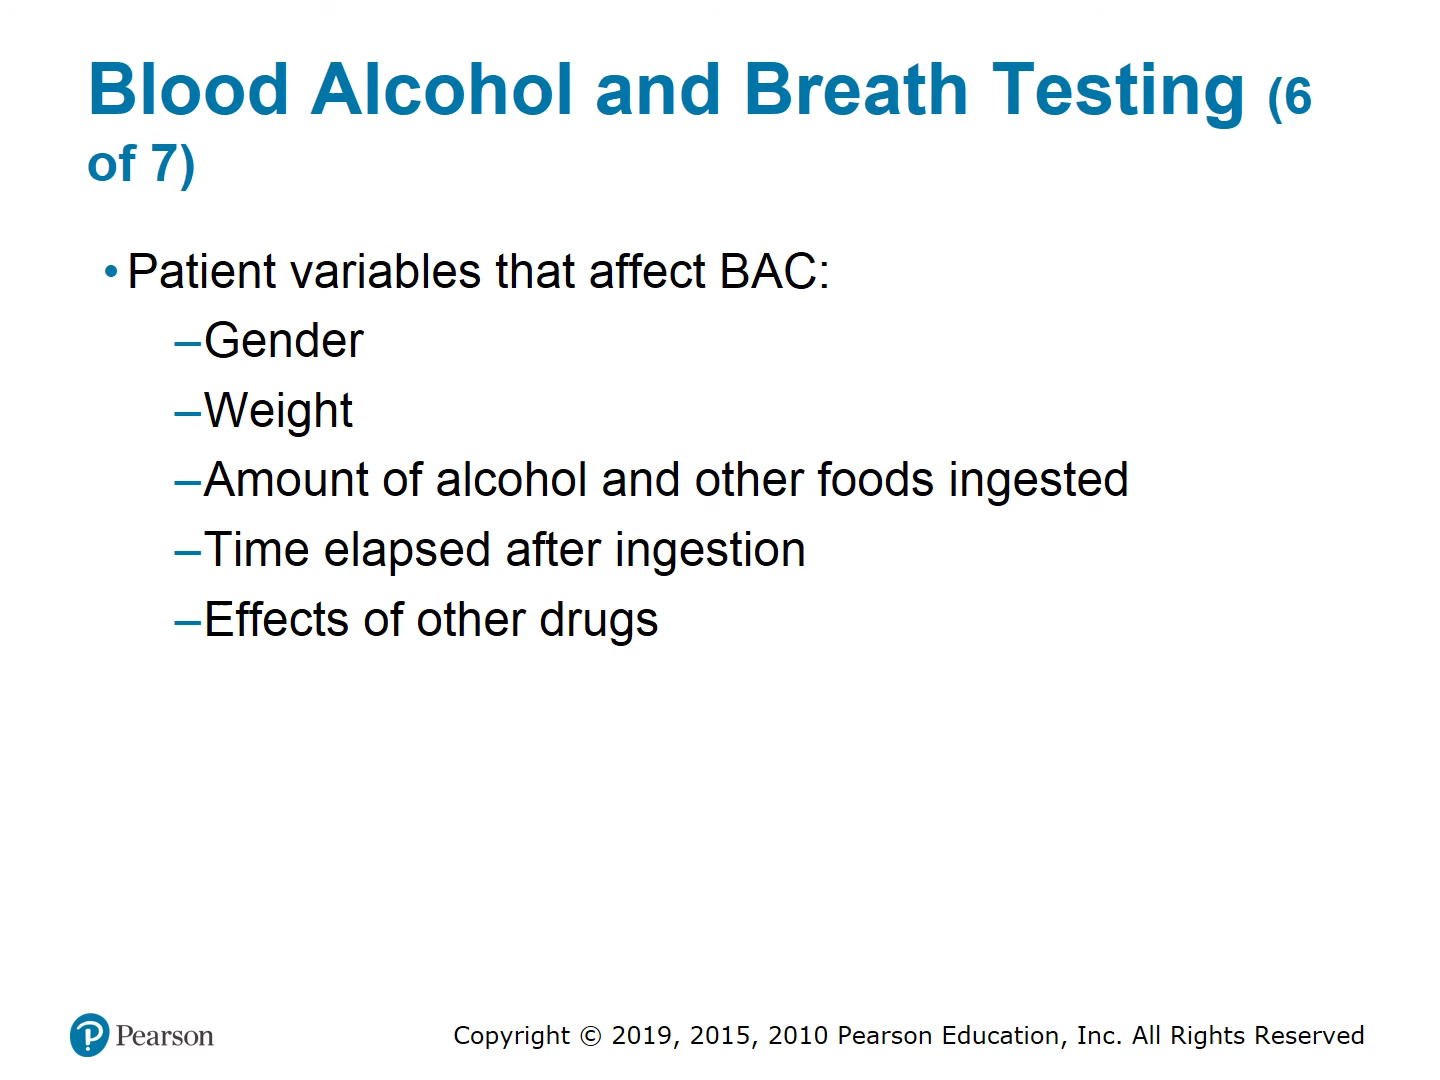 Blood Alcohol and Breath Testing (6
of 7)
• Patient variables that affect BAC:
–Gender
–Weight
–Amount of alcohol and other foods ingested
–Time elapsed after ingestion
–Effects of other drugs
Pearson
Copyright © 2019, 2015, 2010 Pearson Education, Inc. All Rights Reserved